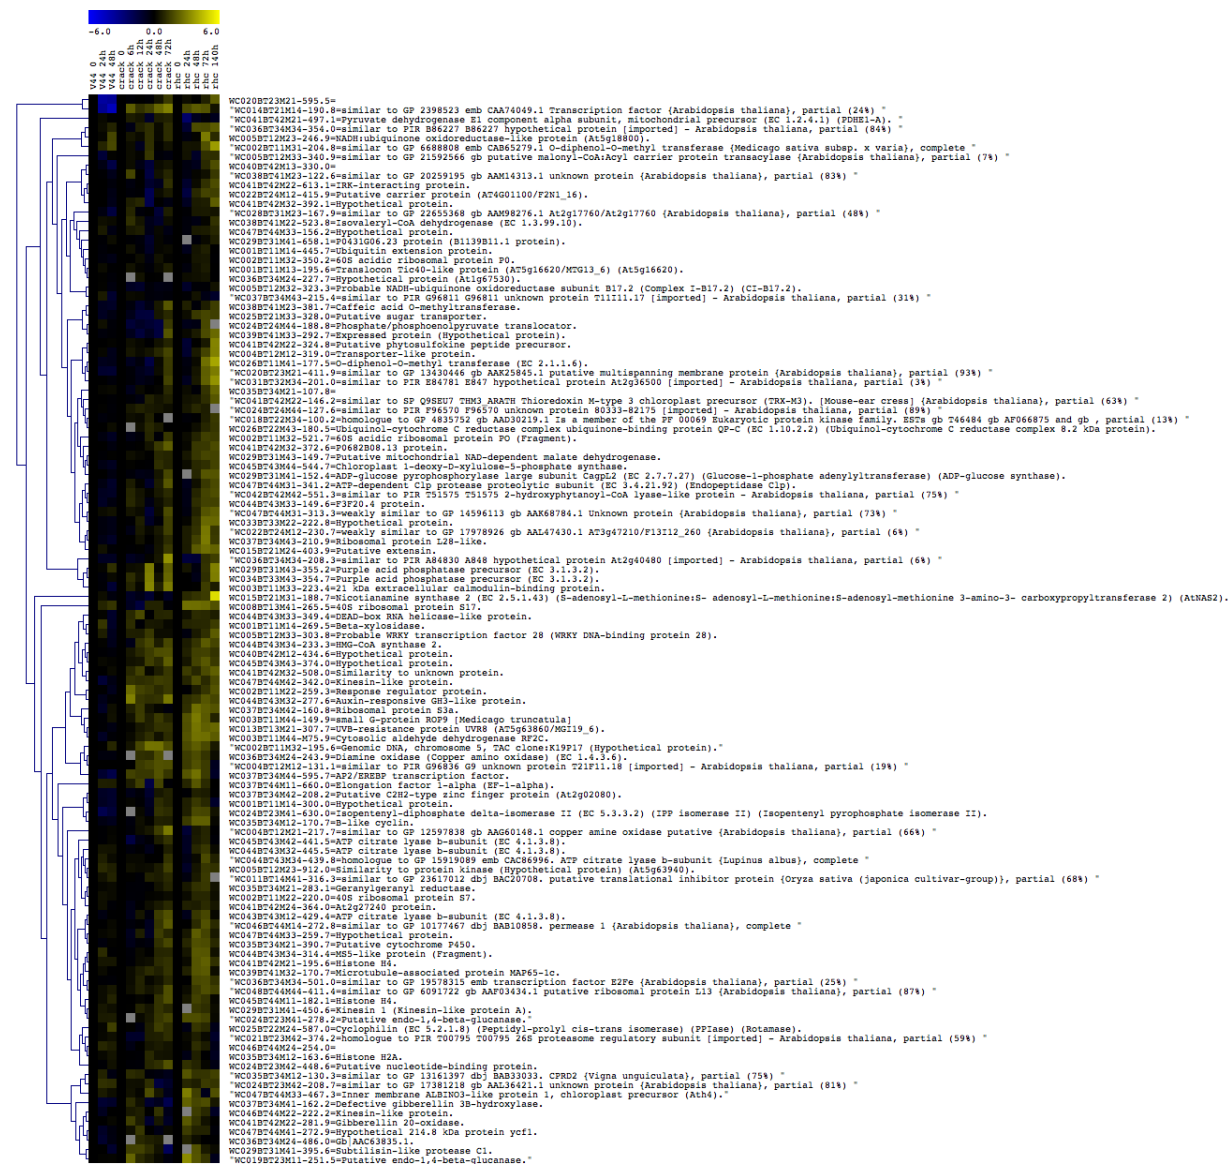 -6.0 0.0 6.0
V44 0
V44 24h
V44 48h
crack 0
crack 6h
crack 12h
crack 24h
crack 48h
crack 72h
rhc 0
rhc 24h
rhc 48h
rhc 72h
rhc 140h
WC020BT23M21-595.5=
"WC014BT21M14-190.8=similar to GP 2398523 emb CAA74049.1 Transcription factor {Arabidopsis thaliana}, partial (24%) "
WC041BT42M21-497.1=Pyruvate dehydrogenase E1 component alpha subunit, mitochondrial precursor (EC 1.2.4.1) (PDHE1-A).
"WC036BT34M34-354.0=similar to PIR B86227 B86227 hypothetical protein [imported] - Arabidopsis thaliana, partial (84%) "
WC005BT12M23-246.9=NADH:ubiquinone oxidoreductase-like protein (At5g18800).
"WC002BT11M31-204.8=similar to GP 6688808 emb CAB65279.1 O-diphenol-O-methyl transferase {Medicago sativa subsp. x varia}, complete "
"WC005BT12M33-340.9=similar to GP 21592566 gb putative malonyl-CoA:Acyl carrier protein transacylase {Arabidopsis thaliana}, partial (7%) "
WC040BT42M13-330.0=
"WC038BT41M23-122.6=similar to GP 20259195 gb AAM14313.1 unknown protein {Arabidopsis thaliana}, partial (83%) "
WC041BT42M22-613.1=IRK-interacting protein.
WC022BT24M12-415.9=Putative carrier protein (AT4G01100/F2N1_16).
WC041BT42M32-392.1=Hypothetical protein.
"WC028BT31M23-167.9=similar to GP 22655368 gb AAM98276.1 At2g17760/At2g17760 {Arabidopsis thaliana}, partial (48%) "
WC038BT41M22-523.8=Isovaleryl-CoA dehydrogenase (EC 1.3.99.10).
WC047BT44M33-156.2=Hypothetical protein.
WC029BT31M41-658.1=P0431G06.23 protein (B1139B11.1 protein).
WC001BT11M14-445.7=Ubiquitin extension protein.
WC002BT11M32-350.2=60S acidic ribosomal protein P0.
WC001BT11M13-195.6=Translocon Tic40-like protein (AT5g16620/MTG13_6) (At5g16620).
WC036BT34M24-227.7=Hypothetical protein (At1g67530).
WC005BT12M32-323.3=Probable NADH-ubiquinone oxidoreductase subunit B17.2 (Complex I-B17.2) (CI-B17.2).
"WC037BT34M43-215.4=similar to PIR G96811 G96811 unknown protein T11I11.17 [imported] - Arabidopsis thaliana, partial (31%) "
WC038BT41M23-381.7=Caffeic acid O-methyltransferase.
WC025BT21M33-328.0=Putative sugar transporter.
WC024BT24M44-188.8=Phosphate/phosphoenolpyruvate translocator.
WC039BT41M33-292.7=Expressed protein (Hypothetical protein).
WC041BT42M22-324.8=Putative phytosulfokine peptide precursor.
WC004BT12M12-319.0=Transporter-like protein.
WC026BT11M41-177.5=O-diphenol-O-methyl transferase (EC 2.1.1.6).
"WC020BT23M21-411.9=similar to GP 13430446 gb AAK25845.1 putative multispanning membrane protein {Arabidopsis thaliana}, partial (93%) "
"WC031BT32M34-201.0=similar to PIR E84781 E847 hypothetical protein At2g36500 [imported] - Arabidopsis thaliana, partial (3%) "
WC035BT34M21-107.8=
"WC041BT42M22-146.2=similar to SP Q9SEU7 THM3_ARATH Thioredoxin M-type 3 chloroplast precursor (TRX-M3). [Mouse-ear cress] {Arabidopsis thaliana}, partial (63%) "
"WC024BT24M44-127.6=similar to PIR F96570 F96570 unknown protein 80333-82175 [imported] - Arabidopsis thaliana, partial (89%) "
"WC018BT22M34-100.2=homologue to GP 4835752 gb AAD30219.1 Is a member of the PF 00069 Eukaryotic protein kinase family. ESTs gb T46484 gb AF066875 and gb , partial (13%) "
WC026BT22M43-180.5=Ubiquinol-cytochrome C reductase complex ubiquinone-binding protein QP-C (EC 1.10.2.2) (Ubiquinol-cytochrome C reductase complex 8.2 kDa protein).
WC002BT11M32-521.7=60S acidic ribosomal protein PO (Fragment).
WC041BT42M32-372.6=P0682B08.13 protein.
WC029BT31M43-149.7=Putative mitochondrial NAD-dependent malate dehydrogenase.
WC045BT43M44-544.7=Chloroplast 1-deoxy-D-xylulose-5-phosphate synthase.
WC029BT31M41-152.4=ADP-glucose pyrophosphorylase large subunit CagpL2 (EC 2.7.7.27) (Glucose-1-phosphate adenylyltransferase) (ADP-glucose synthase).
WC047BT44M31-341.2=ATP-dependent Clp protease proteolytic subunit (EC 3.4.21.92) (Endopeptidase Clp).
"WC042BT42M42-551.3=similar to PIR T51575 T51575 2-hydroxyphytanoyl-CoA lyase-like protein - Arabidopsis thaliana, partial (75%) "
WC044BT43M33-149.6=F3F20.4 protein.
"WC047BT44M31-313.3=weakly similar to GP 14596113 gb AAK68784.1 Unknown protein {Arabidopsis thaliana}, partial (73%) "
WC033BT33M22-222.8=Hypothetical protein.
"WC022BT24M12-230.7=weakly similar to GP 17978926 gb AAL47430.1 AT3g47210/F13I12_260 {Arabidopsis thaliana}, partial (6%) "
WC037BT34M43-210.9=Ribosomal protein L28-like.
WC015BT21M24-403.9=Putative extensin.
"WC036BT34M34-208.3=similar to PIR A84830 A848 hypothetical protein At2g40480 [imported] - Arabidopsis thaliana, partial (6%) "
WC029BT31M43-355.2=Purple acid phosphatase precursor (EC 3.1.3.2).
WC034BT33M43-354.7=Purple acid phosphatase precursor (EC 3.1.3.2).
WC003BT11M33-223.4=21 kDa extracellular calmodulin-binding protein.
WC015BT21M31-188.7=Nicotianamine synthase 2 (EC 2.5.1.43) (S-adenosyl-L-methionine:S- adenosyl-L-methionine:S-adenosyl-methionine 3-amino-3- carboxypropyltransferase 2) (AtNAS2).
WC008BT13M41-265.5=40S ribosomal protein S17.
WC044BT43M33-349.4=DEAD-box RNA helicase-like protein.
WC001BT11M14-269.5=Beta-xylosidase.
WC005BT12M33-303.8=Probable WRKY transcription factor 28 (WRKY DNA-binding protein 28).
WC044BT43M34-233.3=HMG-CoA synthase 2.
WC040BT42M12-434.6=Hypothetical protein.
WC045BT43M43-374.0=Hypothetical protein.
WC041BT42M32-508.0=Similarity to unknown protein.
WC047BT44M42-342.0=Kinesin-like protein.
WC002BT11M22-259.3=Response regulator protein.
WC044BT43M32-277.6=Auxin-responsive GH3-like protein.
WC037BT34M42-160.8=Ribosomal protein S3a.
WC003BT11M44-149.9=small G-protein ROP9 [Medicago truncatula]
WC013BT13M21-307.7=UVB-resistance protein UVR8 (AT5g63860/MGI19_6).
WC003BT11M44-M75.9=Cytosolic aldehyde dehydrogenase RF2C.
"WC002BT11M32-195.6=Genomic DNA, chromosome 5, TAC clone:K19P17 (Hypothetical protein)."
WC036BT34M24-243.9=Diamine oxidase (Copper amino oxidase) (EC 1.4.3.6).
"WC004BT12M12-131.1=similar to PIR G96836 G9 unknown protein T21F11.18 [imported] - Arabidopsis thaliana, partial (19%) "
WC037BT34M44-595.7=AP2/EREBP transcription factor.
WC037BT44M11-660.0=Elongation factor 1-alpha (EF-1-alpha).
WC037BT34M42-208.2=Putative C2H2-type zinc finger protein (At2g02080).
WC001BT11M14-300.0=Hypothetical protein.
WC024BT23M41-630.0=Isopentenyl-diphosphate delta-isomerase II (EC 5.3.3.2) (IPP isomerase II) (Isopentenyl pyrophosphate isomerase II).
WC035BT34M12-170.7=B-like cyclin.
"WC004BT12M21-217.7=similar to GP 12597838 gb AAG60148.1 copper amine oxidase putative {Arabidopsis thaliana}, partial (66%) "
WC045BT43M42-441.5=ATP citrate lyase b-subunit (EC 4.1.3.8).
WC044BT43M32-445.5=ATP citrate lyase b-subunit (EC 4.1.3.8).
"WC044BT43M34-439.8=homologue to GP 15919089 emb CAC86996. ATP citrate lyase b-subunit {Lupinus albus}, complete "
WC005BT12M23-912.0=Similarity to protein kinase (Hypothetical protein) (At5g63940).
"WC011BT14M41-316.3=similar to GP 23617012 dbj BAC20708. putative translational inhibitor protein {Oryza sativa (japonica cultivar-group)}, partial (68%) "
WC035BT34M21-283.1=Geranylgeranyl reductase.
WC002BT11M22-220.0=40S ribosomal protein S7.
WC041BT42M24-364.0=At2g27240 protein.
WC043BT43M12-429.4=ATP citrate lyase b-subunit (EC 4.1.3.8).
"WC046BT44M14-272.8=similar to GP 10177467 dbj BAB10858. permease 1 {Arabidopsis thaliana}, complete "
WC047BT44M33-259.7=Hypothetical protein.
WC035BT34M21-390.7=Putative cytochrome P450.
WC044BT43M34-314.4=MS5-like protein (Fragment).
WC041BT42M21-195.6=Histone H4.
WC039BT41M32-170.7=Microtubule-associated protein MAP65-1c.
"WC036BT34M34-501.0=similar to GP 19578315 emb transcription factor E2Fe {Arabidopsis thaliana}, partial (25%) "
"WC048BT44M44-411.4=similar to GP 6091722 gb AAF03434.1 putative ribosomal protein L13 {Arabidopsis thaliana}, partial (87%) "
WC045BT44M11-182.1=Histone H4.
WC029BT31M41-450.6=Kinesin 1 (Kinesin-like protein A).
"WC024BT23M41-278.2=Putative endo-1,4-beta-glucanase."
WC025BT22M24-587.0=Cyclophilin (EC 5.2.1.8) (Peptidyl-prolyl cis-trans isomerase) (PPIase) (Rotamase).
"WC021BT23M42-374.2=homologue to PIR T00795 T00795 26S proteasome regulatory subunit [imported] - Arabidopsis thaliana, partial (59%) "
WC046BT44M24-254.0=
WC035BT34M12-163.6=Histone H2A.
WC024BT23M42-448.6=Putative nucleotide-binding protein.
"WC035BT34M12-130.3=similar to GP 13161397 dbj BAB33033. CPRD2 {Vigna unguiculata}, partial (75%) "
"WC024BT23M42-208.7=similar to GP 17381218 gb AAL36421.1 unknown protein {Arabidopsis thaliana}, partial (81%) "
"WC047BT44M33-467.3=Inner membrane ALBINO3-like protein 1, chloroplast precursor (Ath4)."
WC037BT34M41-162.2=Defective gibberellin 3B-hydroxylase.
WC046BT44M22-222.2=Kinesin-like protein.
WC041BT42M22-281.9=Gibberellin 20-oxidase.
WC047BT44M41-272.9=Hypothetical 214.8 kDa protein ycf1.
WC036BT34M24-486.0=Gb|AAC63835.1.
WC029BT31M41-395.6=Subtilisin-like protease C1.
"WC019BT23M11-251.5=Putative endo-1,4-beta-glucanase."